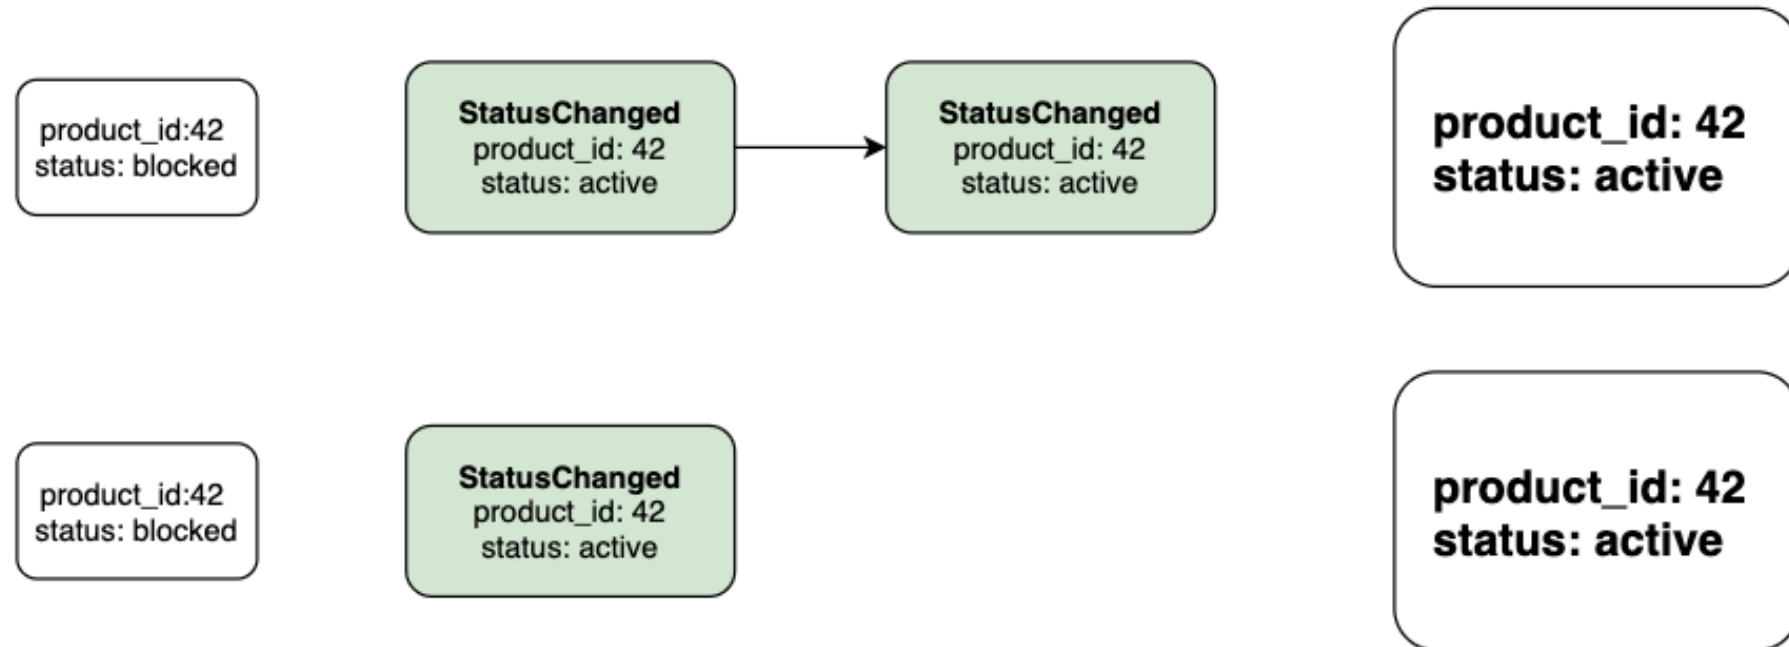 product_id:42
status: blocked
StatusChanged
product_id: 42
status: active
StatusChanged
product_id: 42
status: active
product_id: 42
status: active
product_id:42
status: blocked
StatusChanged
product_id: 42
status: active
product_id: 42
status: active